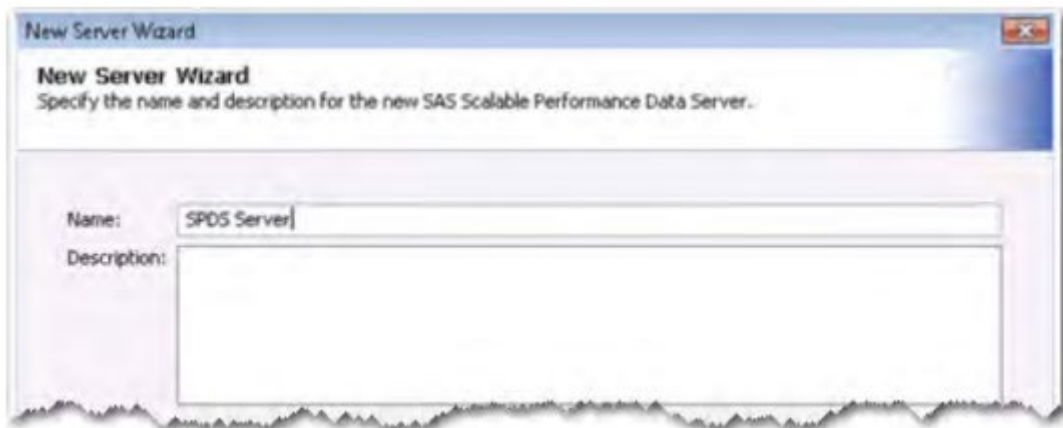 New Server Wizard
New Server Wizard
Specify the name and description for the new SAS Scalable Performance Data Server.
Name: SPDS Server
Description: